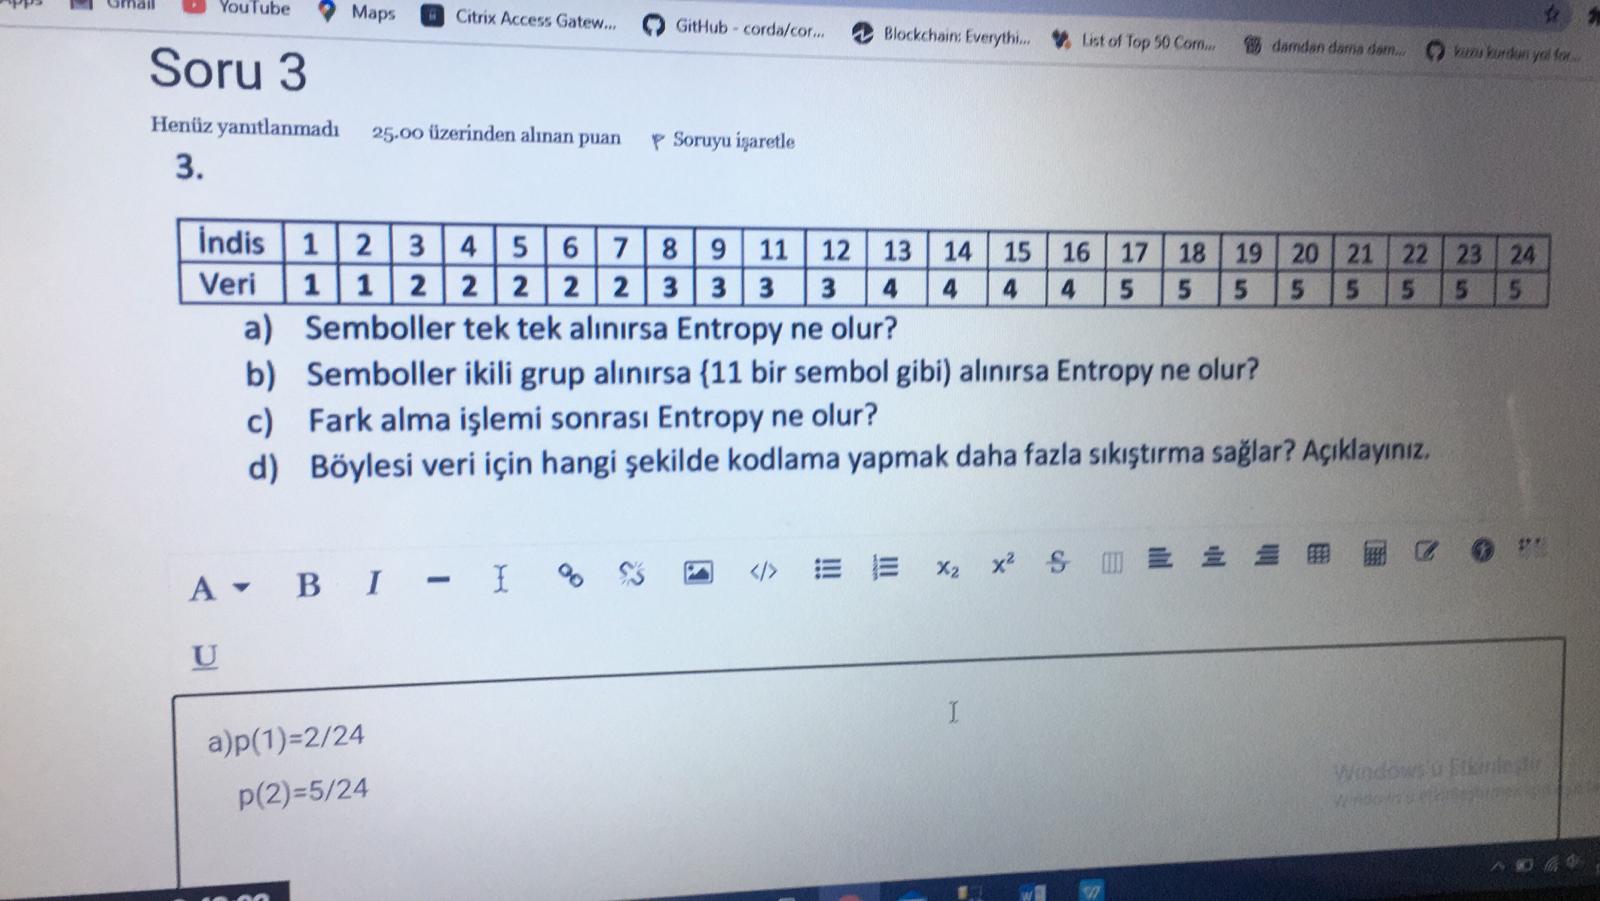 Gmail YouTube Maps Citrix Access Gatew... GitHub - corda/cor... Blockchain: Everythi... List of Top 50 Com... damdan dama dam... kuzu kurdun yol for...
Soru 3
Henüz yanıtlanmadı 25.00 üzerinden alınan puan Soruyu işaretle
3.
İndis 1 2 3 4 5 6 7 8 9 11 12 13 14 15 16 17 18 19 20 21 22 23 24
Veri 1 1 2 2 2 2 2 3 3 3 3 4 4 4 4 5 5 5 5 5 5 5 5
a) Semboller tek tek alınırsa Entropy ne olur?
b) Semboller ikili grup alınırsa {11 bir sembol gibi) alınırsa Entropy ne olur?
c) Fark alma işlemi sonrası Entropy ne olur?
d) Böylesi veri için hangi şekilde kodlama yapmak daha fazla sıkıştırma sağlar? Açıklayınız.
A B I </> x₂ x² S
U
a)p(1)=2/24
p(2)=5/24
Windows'u Etkinleştir